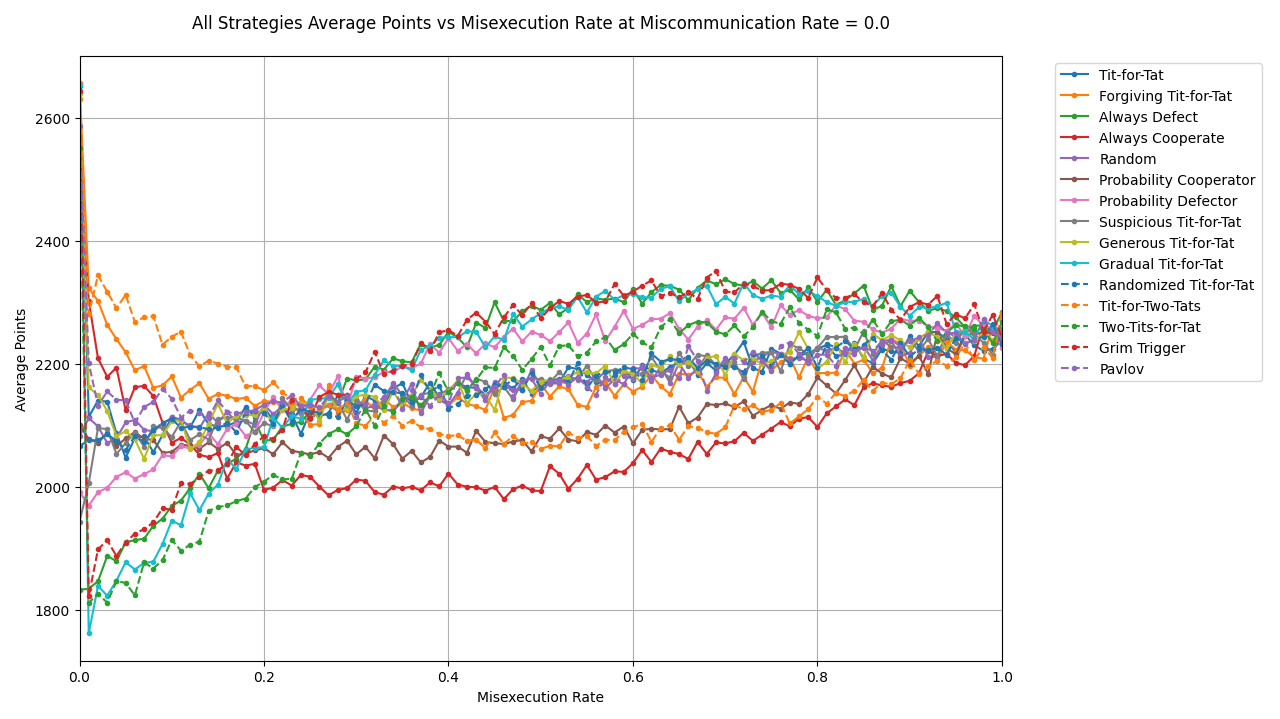 All Strategies Average Points vs Misexecution Rate at Miscommunication Rate = 0.0
Average Points
2600
2400
2200
2000
1800
0.0
0.2
0.4
0.6
0.8
1.0
Misexecution Rate
Tit-for-Tat
Forgiving Tit-for-Tat
Always Defect
Always Cooperate
Random
Probability Cooperator
Probability Defector
Suspicious Tit-for-Tat
Generous Tit-for-Tat
Gradual Tit-for-Tat
Randomized Tit-for-Tat
Tit-for-Two-Tats
Two-Tits-for-Tat
Grim Trigger
Pavlov